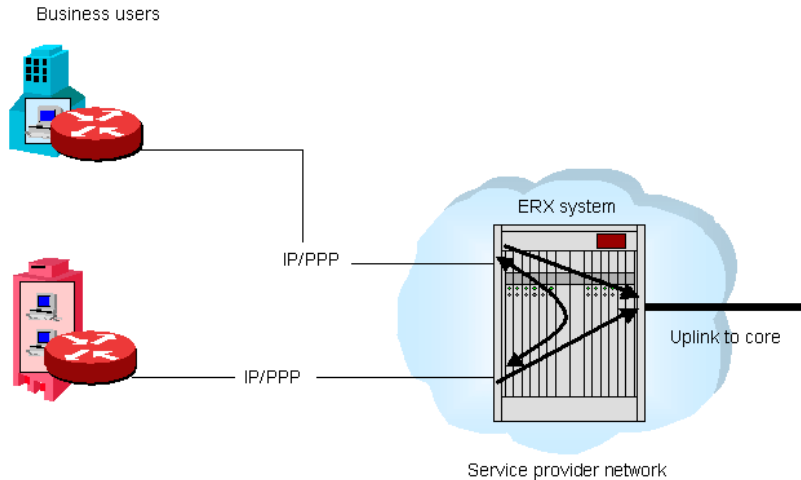 Business users
ERX system
IP/PPP
Uplink to core
IP/PPP
Service provider network